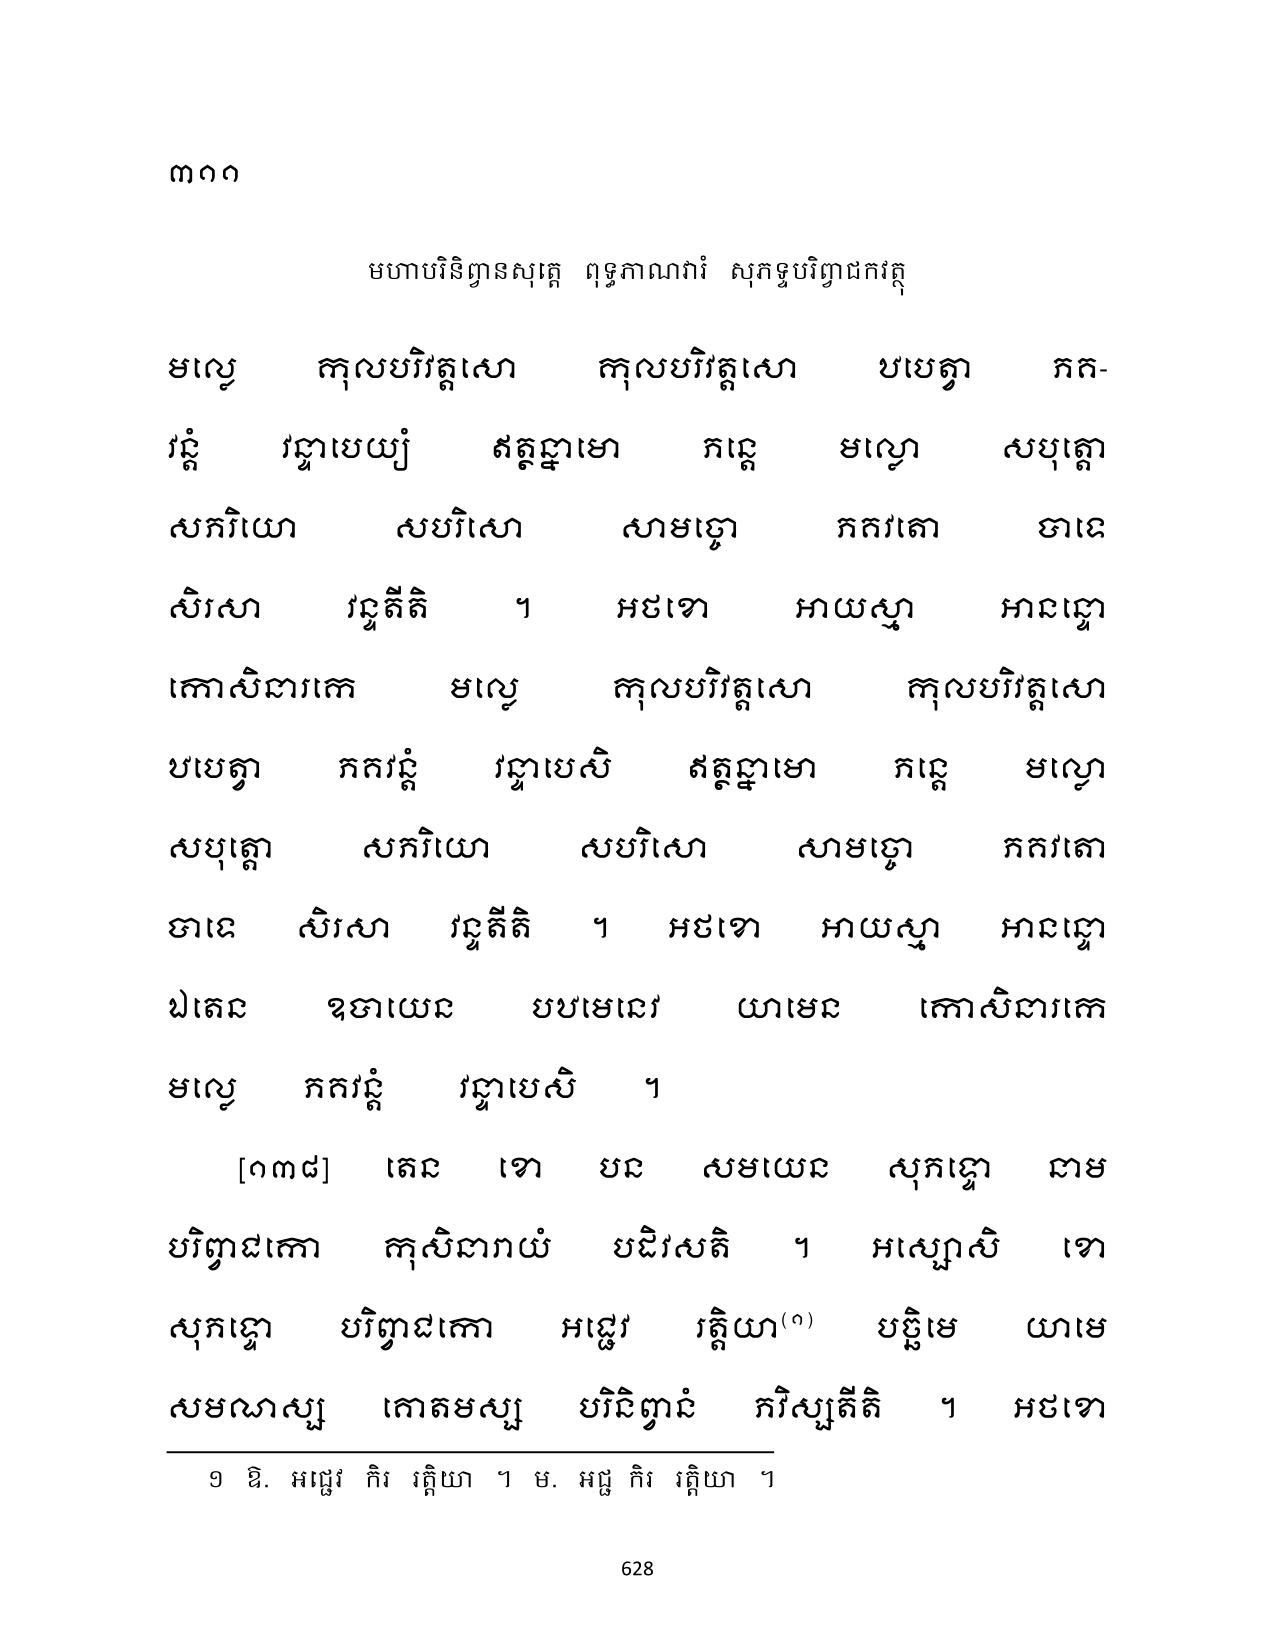 ៣១១
មហាបរិនិព្វានសុត្តេ ពុទ្ធភាណវារំ សុភទ្ទបរិព្វាជកវត្ថុ
មល្លេ កុលបរិវត្តសោ កុលបរិវត្តសោ ឋបេត្វា ភគ-
វន្តំ វន្ទាបេយ្យំ ឥត្ថន្នាមោ ភន្តេ មល្លោ សបុត្តោ
សភរិយោ សបរិសោ សាមច្ចោ ភគវតោ បាទេ
សិរសា វន្ទតីតិ ។ អថខោ អាយស្មា អានន្ទោ
កោសិនារកេ មល្លេ កុលបរិវត្តសោ កុលបរិវត្តសោ
ឋបេត្វា ភគវន្តំ វន្ទាបេសិ ឥត្ថន្នាមោ ភន្តេ មល្លោ
សបុត្តោ សភរិយោ សបរិសោ សាមច្ចោ ភគវតោ
បាទេ សិរសា វន្ទតីតិ ។ អថខោ អាយស្មា អានន្ទោ
ឯតេន ឧបាយេន បឋមេនេវ យាមេន កោសិនារកេ
មល្លេ ភគវន្តំ វន្ទាបេសិ ។
[១៣៨] តេន ខោ បន សមយេន សុភទ្ទោ នាម
បរិព្វាជកោ កុសិនារាយំ បដិវសតិ ។ អស្សោសិ ខោ
សុភទ្ទោ បរិព្វាជកោ អជ្ជេវ រត្តិយា(១) បច្ឆិមេ យាមេ
សមណស្ស គោតមស្ស បរិនិព្វានំ ភវិស្សតីតិ ។ អថខោ
១ ឱ. អជ្ជេវ កិរ រត្តិយា ។ ម. អជ្ជ កិរ រត្តិយា ។
628